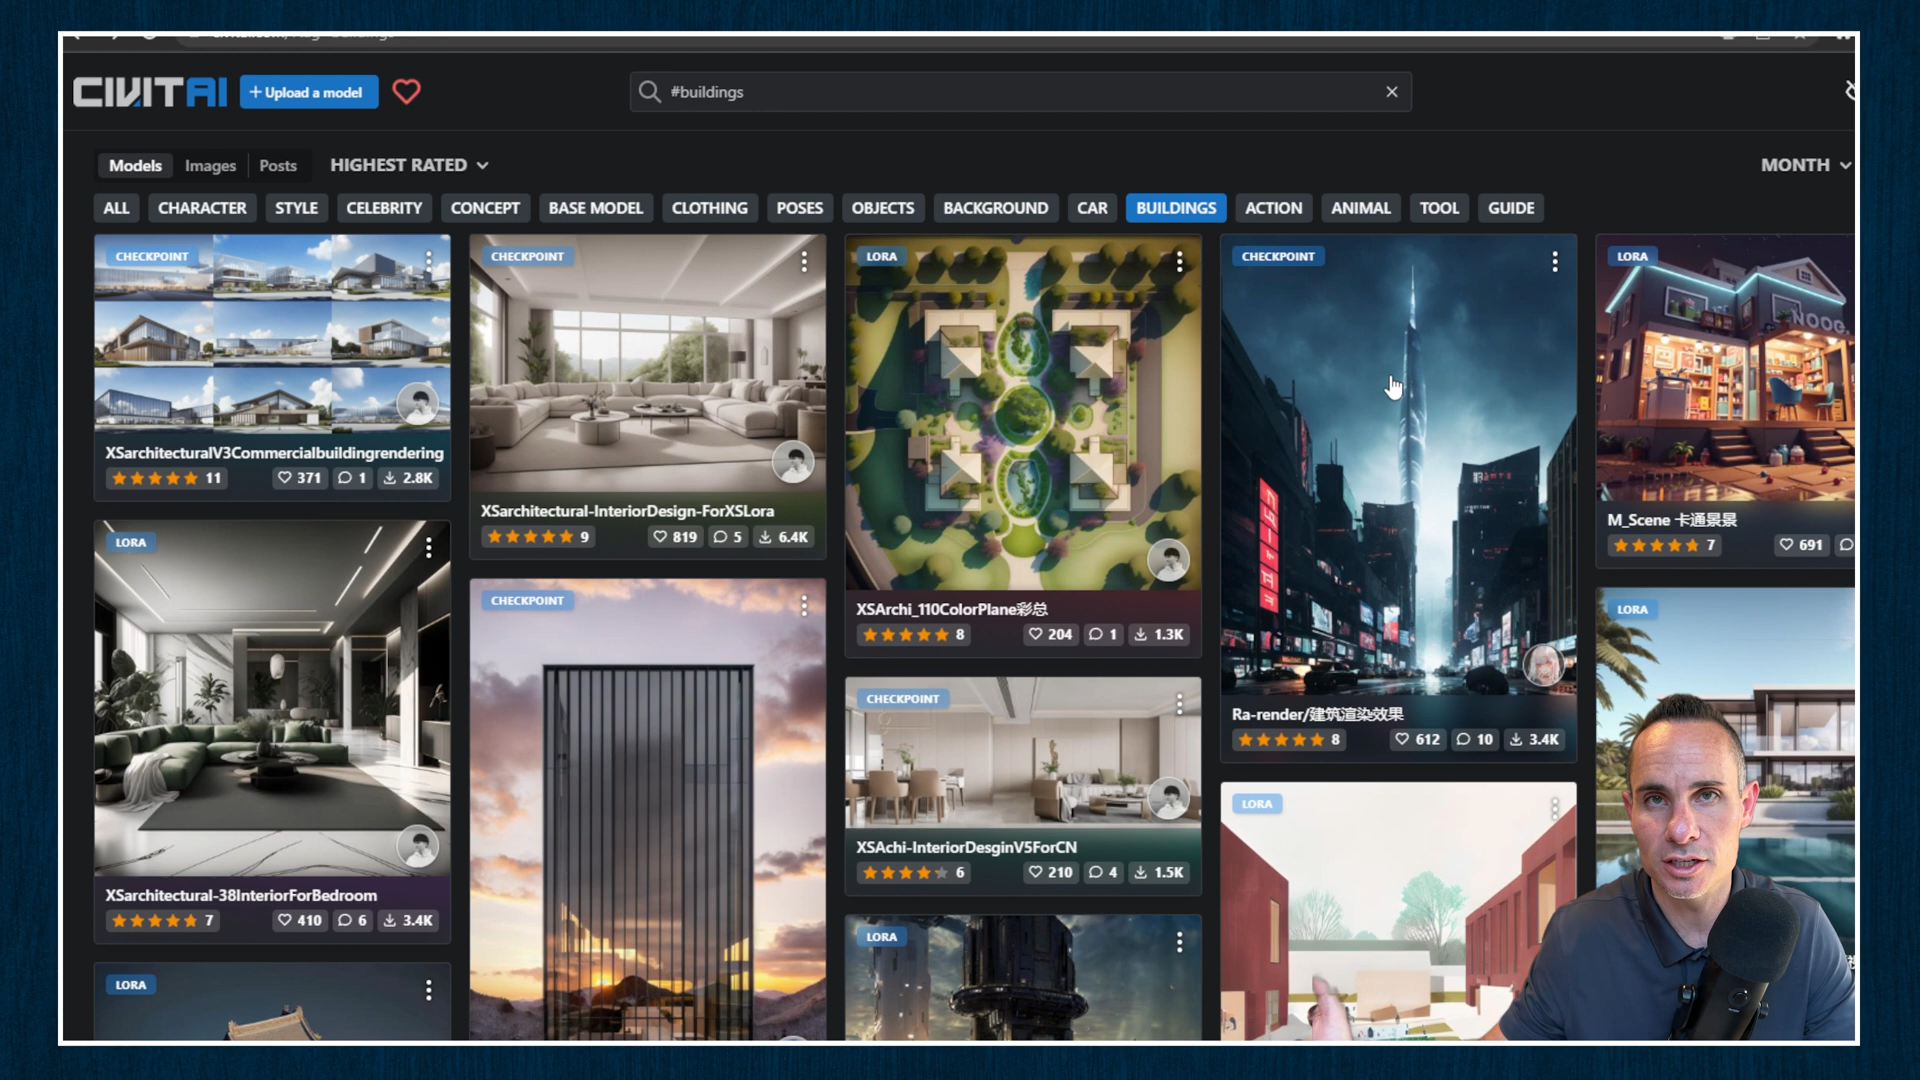 CIVITAI
+ Upload a model
#buildings
Models
Images
Posts
HIGHEST RATED
MONTH
ALL
CHARACTER
STYLE
CELEBRITY
CONCEPT
BASE MODEL
CLOTHING
POSES
OBJECTS
BACKGROUND
CAR
BUILDINGS
ACTION
ANIMAL
TOOL
GUIDE
CHECKPOINT
XSarchitecturalV3Commercialbuildingrendering
11
371
1
2.8K
LORA
XSarchitectural-38InteriorForBedroom
7
410
6
3.4K
LORA
CHECKPOINT
XSarchitectural-InteriorDesign-ForXSLora
9
819
5
6.4K
CHECKPOINT
LORA
XSArchi_110ColorPlane彩总
8
204
1
1.3K
CHECKPOINT
XSAchi-InteriorDesginV5ForCN
6
210
4
1.5K
LORA
CHECKPOINT
Ra-render/建筑渲染效果
8
612
10
3.4K
LORA
LORA
NOOG
M_Scene 卡通景景
7
691
LORA